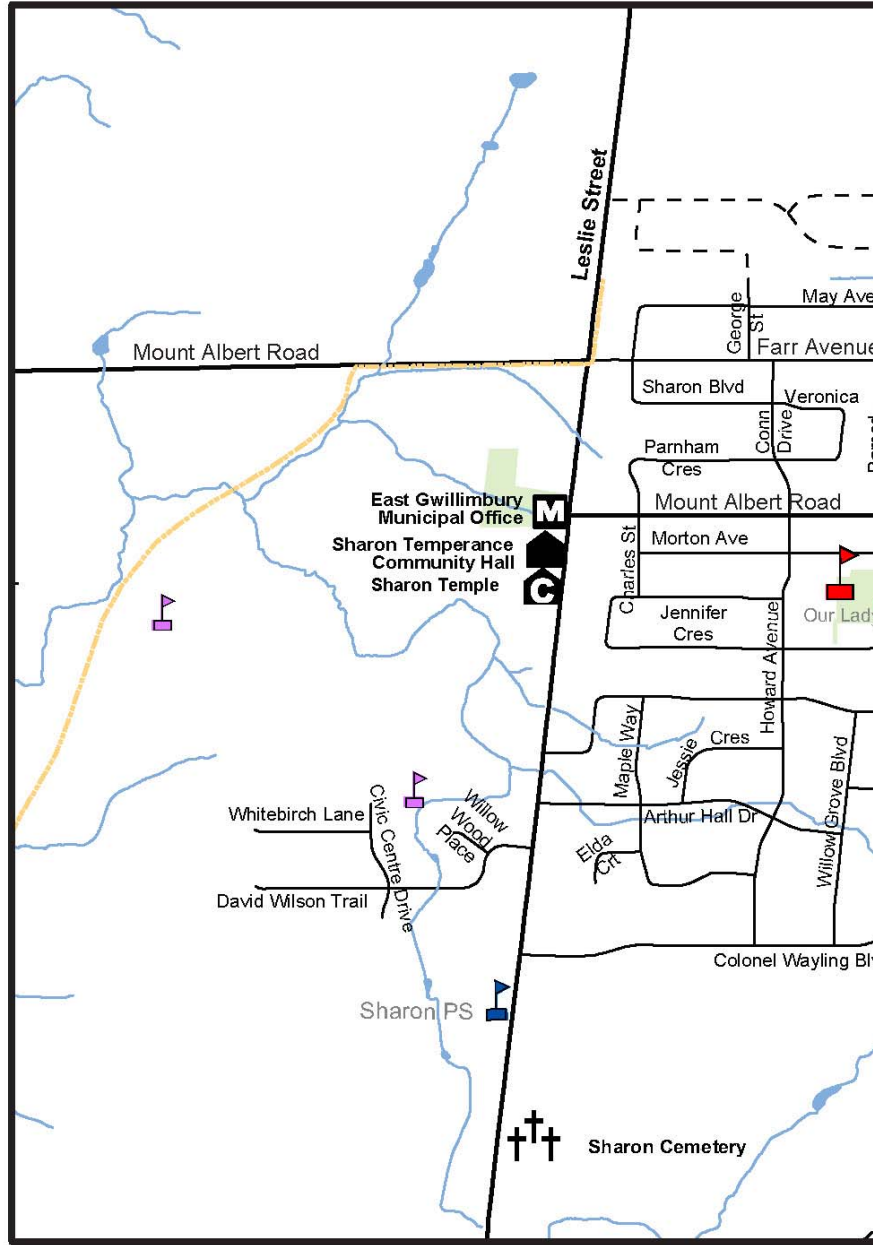 Leslie Street
May Ave
George
St
Mount Albert Road
Farr Avenue
Sharon Blvd
Veronica
Conn
Drive
Parnham
Cres
East Gwillimbury
Municipal Office
M
Mount Albert Road
Sharon Temperance
Community Hall
Charles St
Morton Ave
Sharon Temple
C
Jennifer
Cres
Our Lady
Howard Avenue
Maple Way
Jessie
Cres
Willow Grove Blvd
Whitebirch Lane
Civic Centre Drive
Willow
Wood
Place
Arthur Hall Dr
Elda
Crt
David Wilson Trail
Colonel Wayling Blv
Sharon PS
Sharon Cemetery